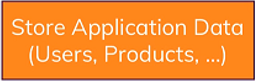 Store Application Data
(Users, Products, ...)